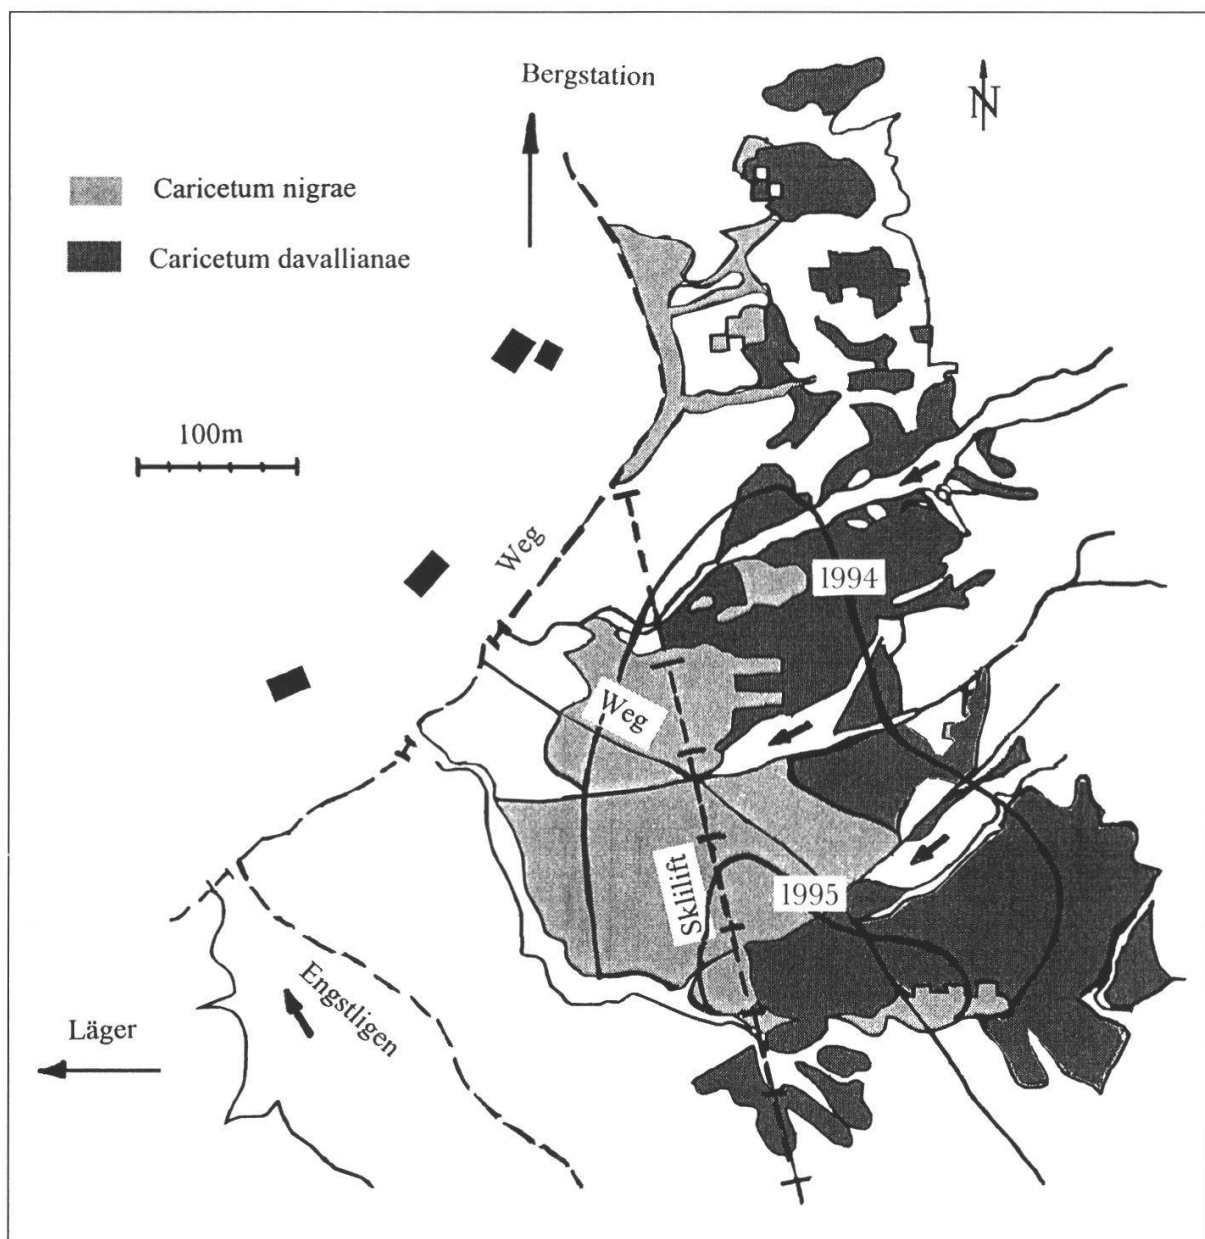 Bergstation
N
Caricetum nigrae
Caricetum davallianae
100m
Weg
1994
Weg
Sklilift
1995
Engstligen
Läger